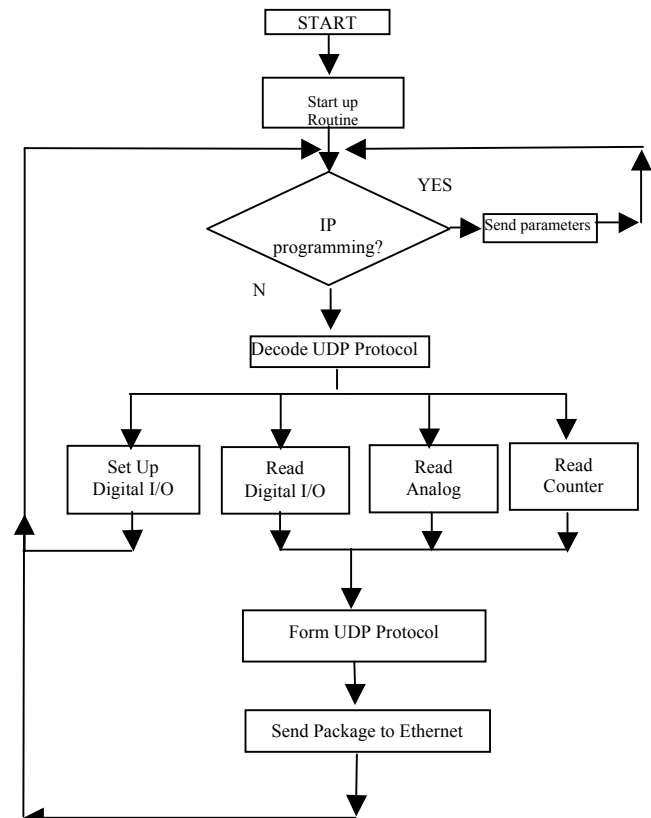 START
Start up
Routine
YES
IP
programming?
Send parameters
N
Decode UDP Protocol
Set Up
Digital I/O
Read
Digital I/O
Read
Analog
Read
Counter
Form UDP Protocol
Send Package to Ethernet